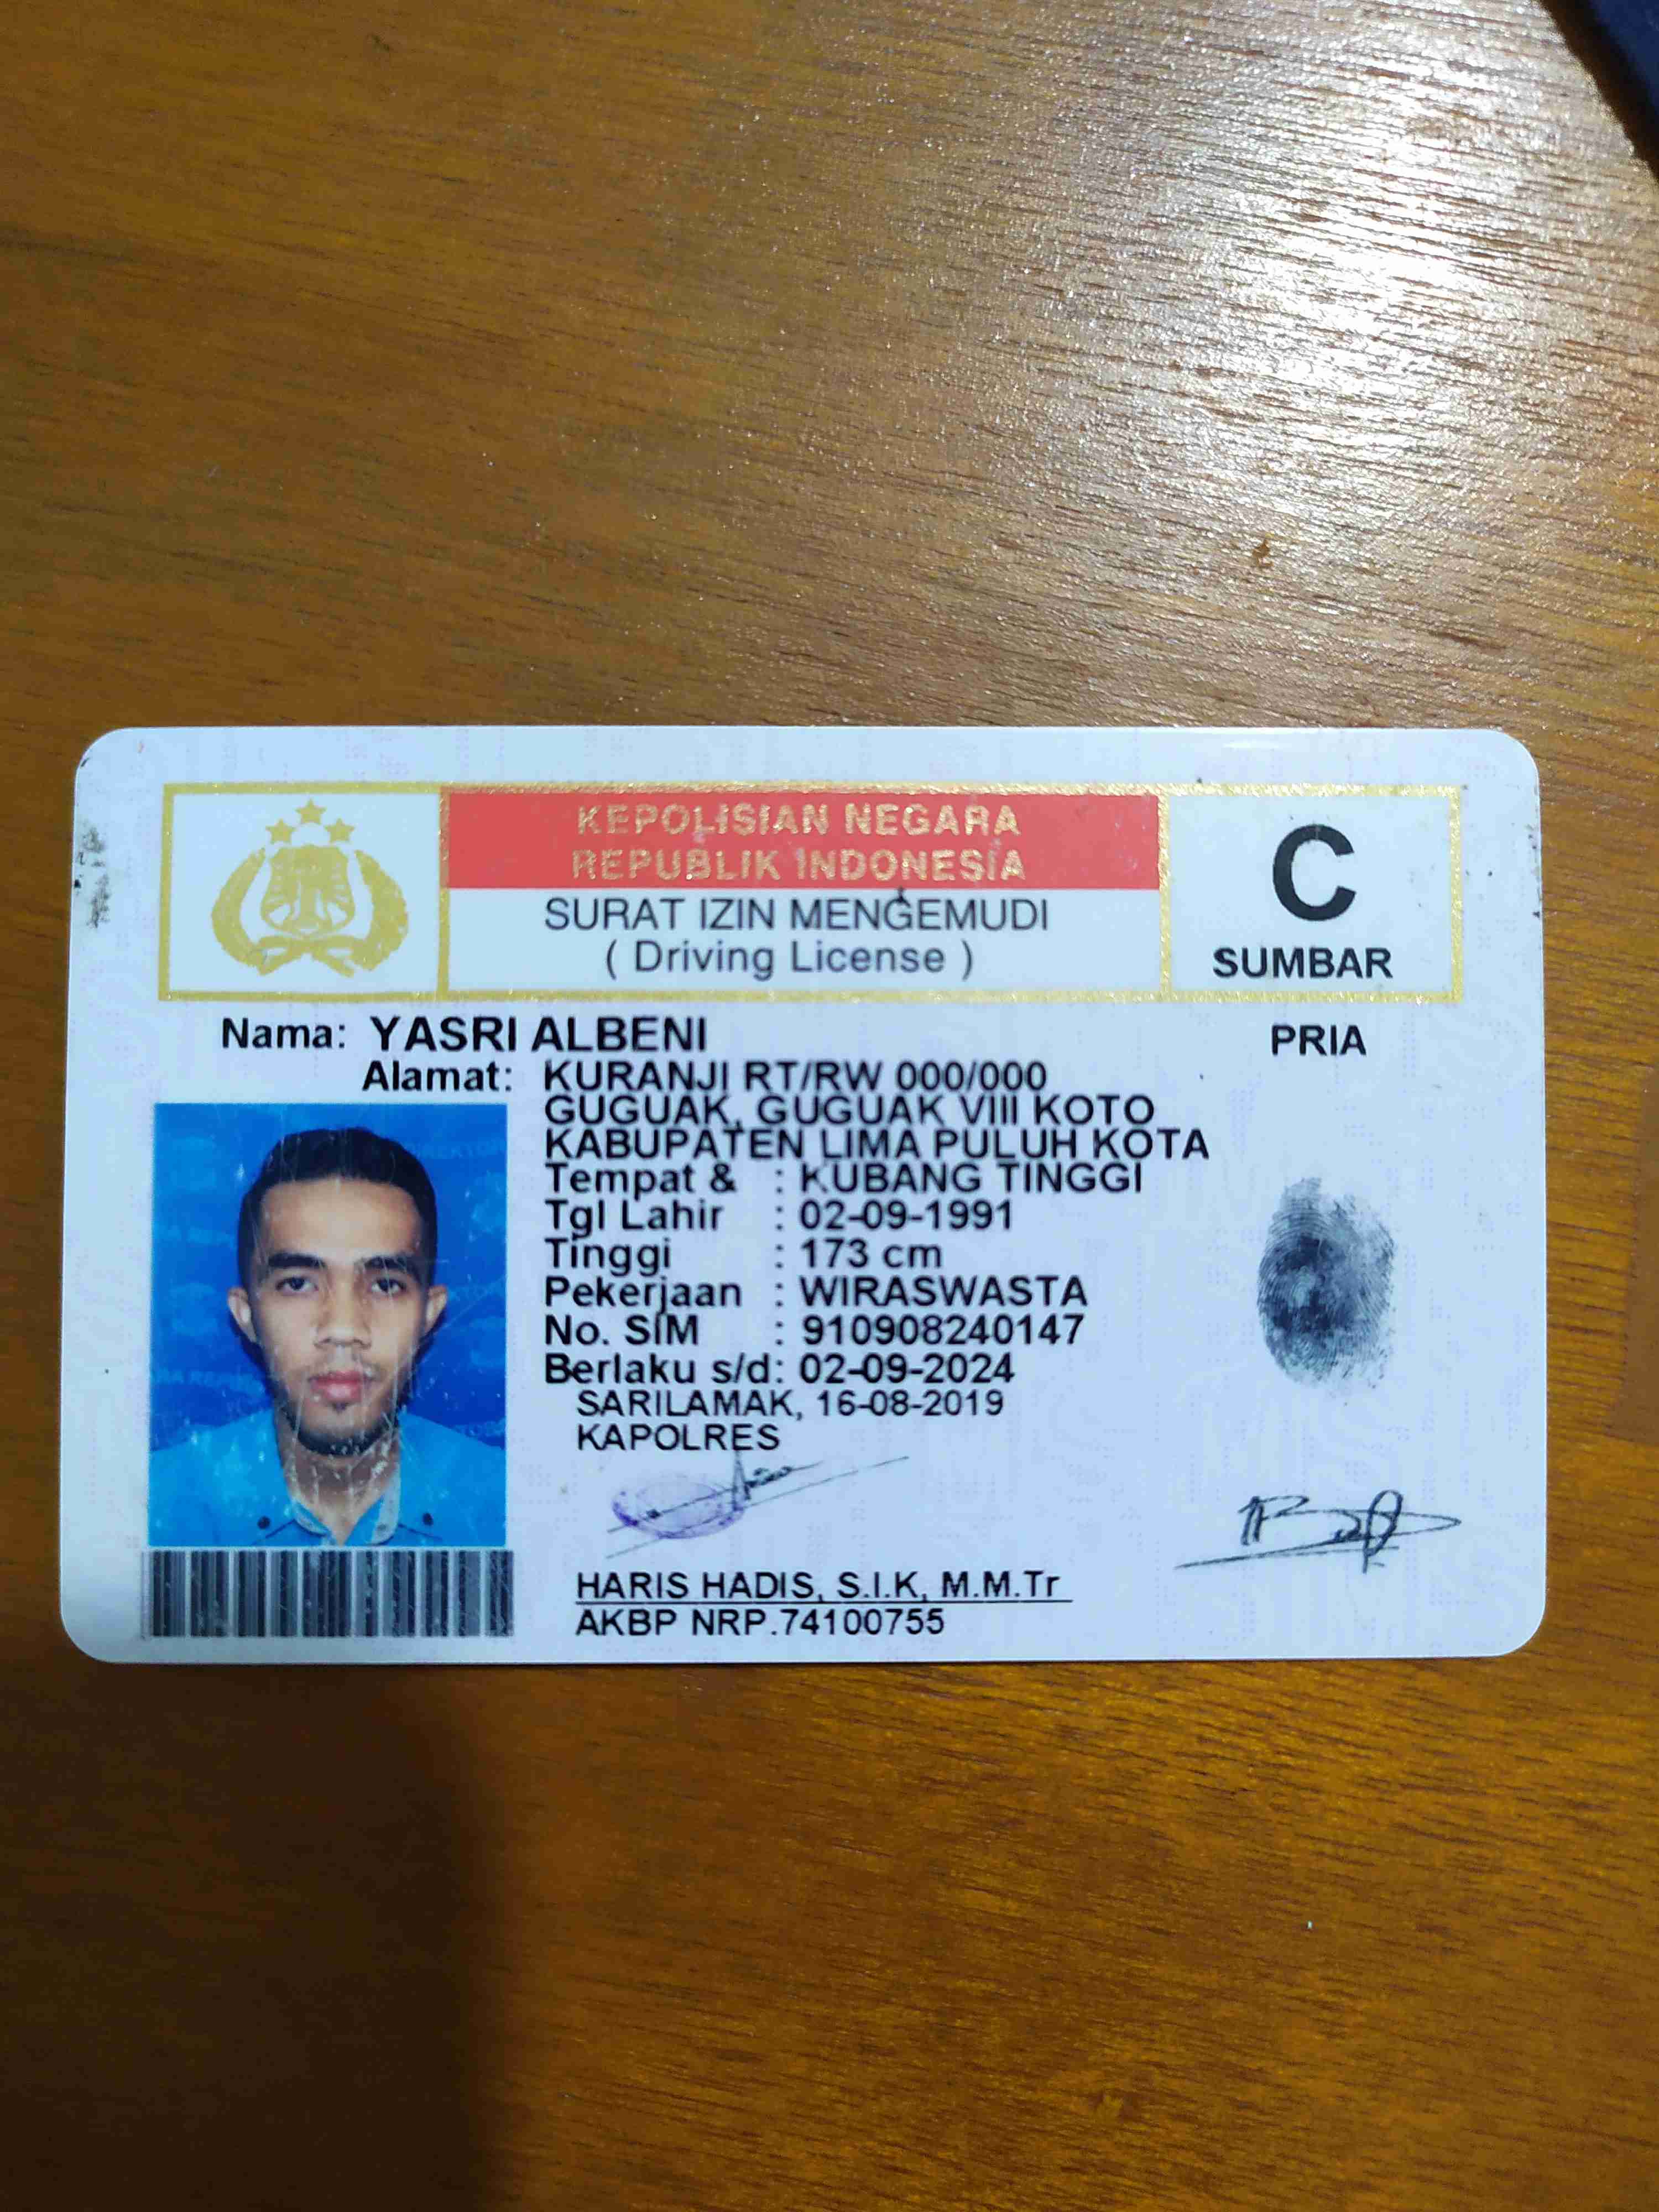 KEPOLISIAN NEGARA
REPUBLIK INDONESIA
SURAT IZIN MENGEMUDI
( Driving License )
C
SUMBAR
Nama: YASRI ALBENI
PRIA
Alamat: KURANJI RT/RW 000/000
GUGUAK, GUGUAK VIII KOTO
KABUPATEN LIMA PULUH KOTA
Tempat & : KUBANG TINGGI
Tgl Lahir : 02-09-1991
Tinggi : 173 cm
Pekerjaan : WIRASWASTA
No. SIM : 910908240147
Berlaku s/d: 02-09-2024
SARILAMAK, 16-08-2019
KAPOLRES
HARIS HADIS, S.I.K, M.M.Tr
AKBP NRP.74100755